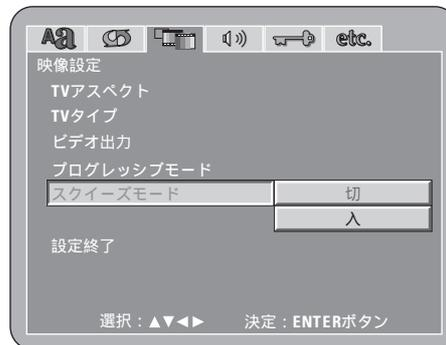 Aa etc.
映像設定
TVアスペクト
TVタイプ
ビデオ出力
プログレッシブモード
スクイーズモード 切
入
設定終了
選択：▲▼◀▶ 決定：ENTERボタン